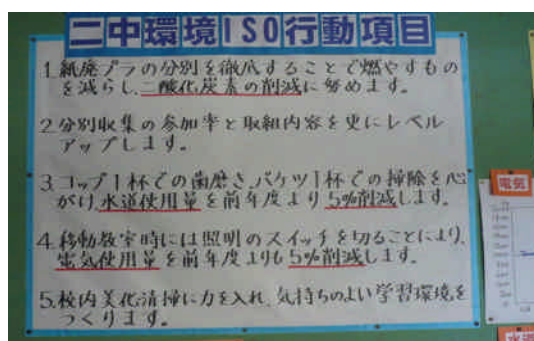 二中環境ISO行動項目
1.紙廃プラの分別を徹底することで燃やすもの
を減らし、二酸化炭素の削減に努めます。
2.分別収集の参加率と取組内容を更にレベル
アップします。
3.コップ1杯での歯磨き、バケツ1杯での掃除を心
がけ、水道使用量を前年度より5%削減します。
4.移動教室時には照明のスイッチを切ることにより、
電気使用量を前年度よりも5%削減します。
5.校内美化清掃に力を入れ、気持ちのよい学習環境を
つくります。
電気
水道